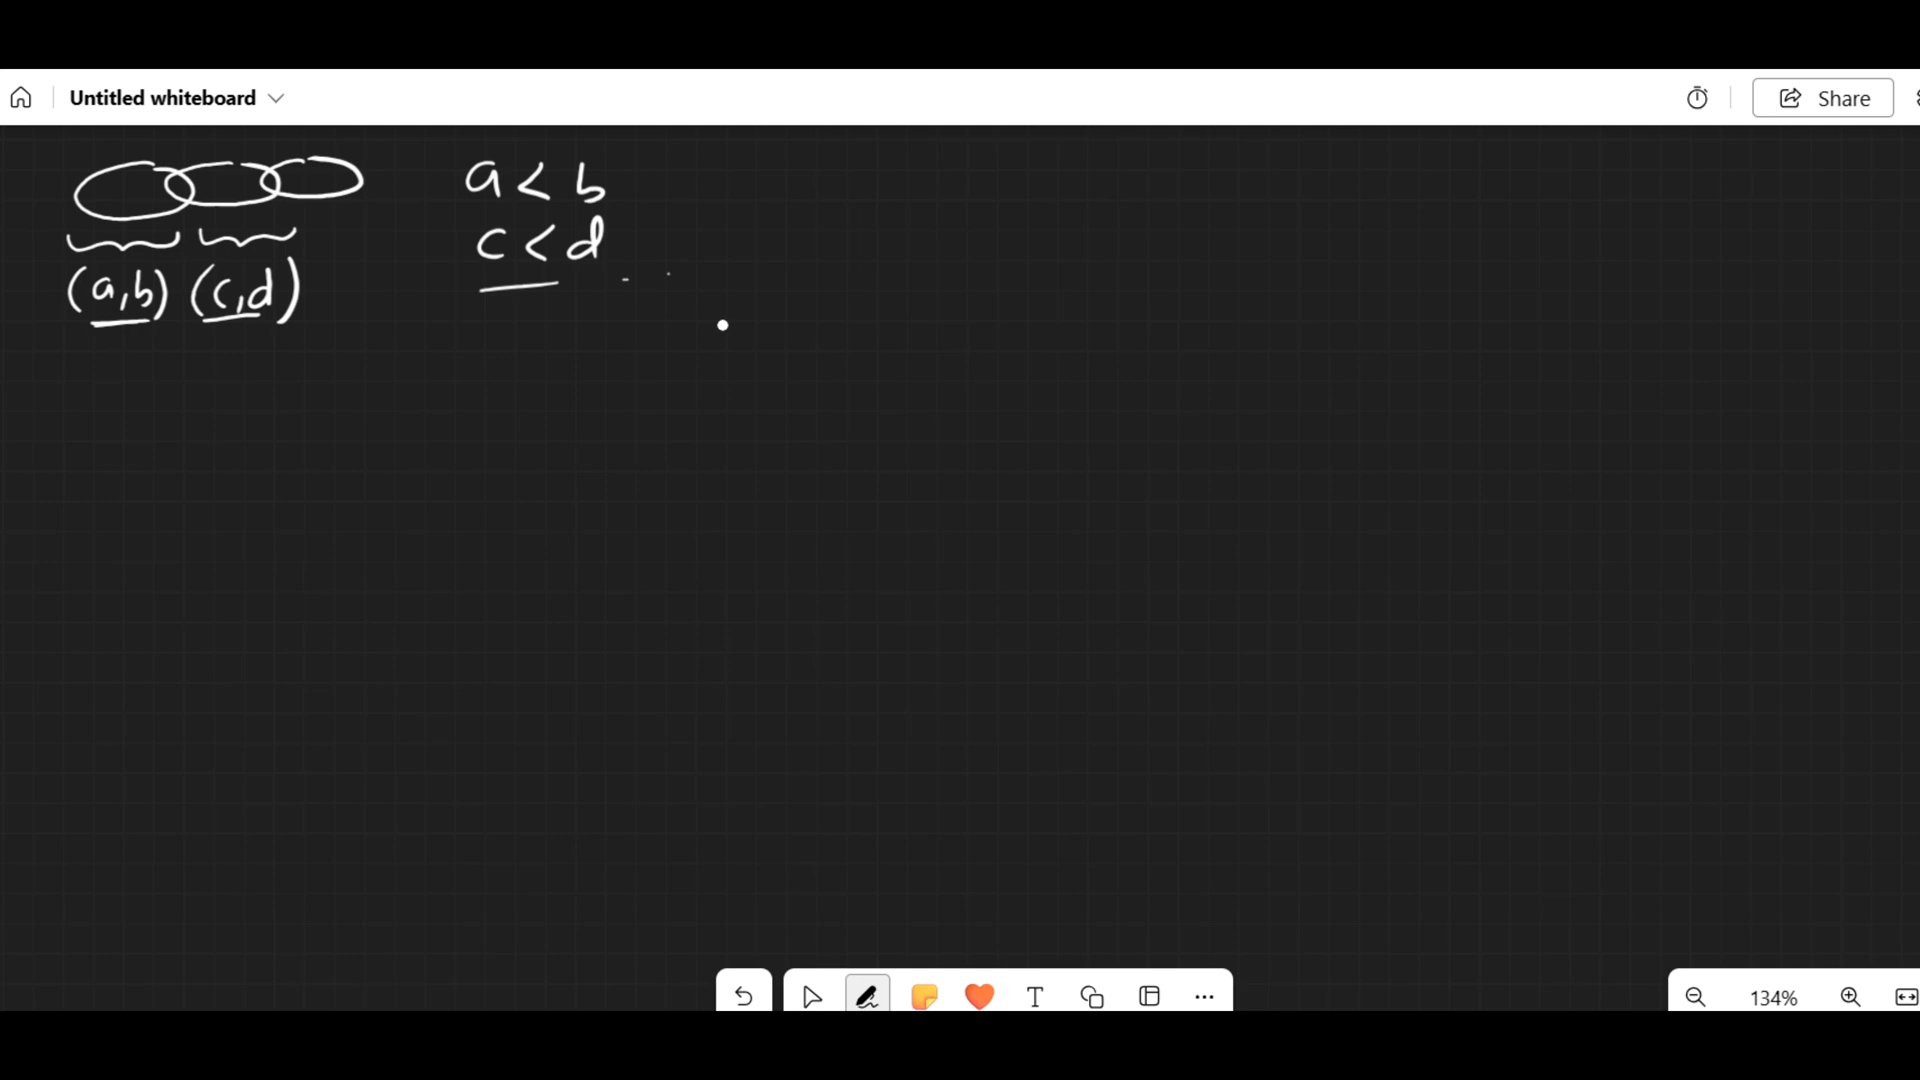 Untitled whiteboard
Share
a < b
c < d
(a,b) (c,d)
134%